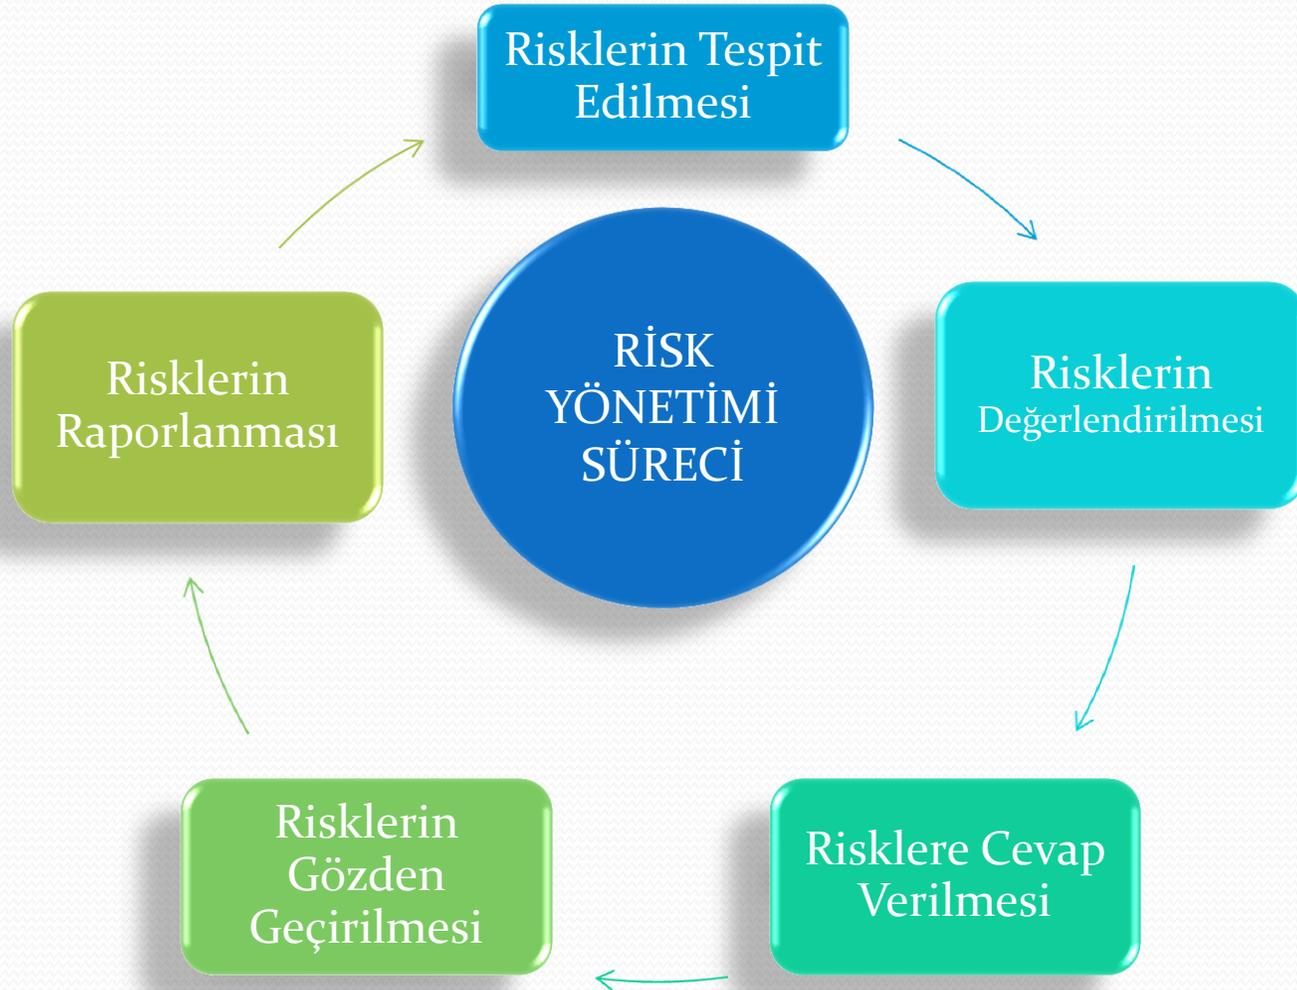 Risklerin Tespit
Edilmesi
RİSK
YÖNETİMİ
SÜRECİ
Risklerin
Değerlendirilmesi
Risklere Cevap
Verilmesi
Risklerin
Gözden
Geçirilmesi
Risklerin
Raporlanması